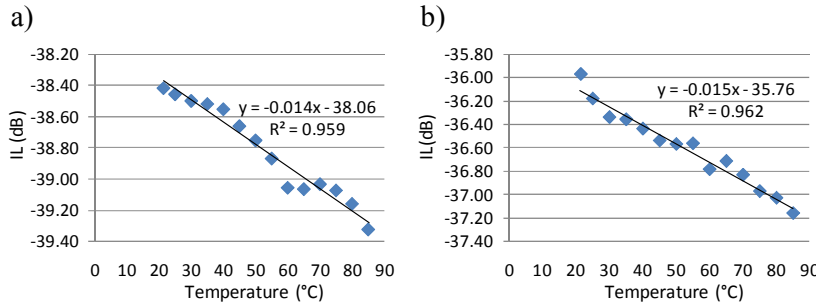 a)
-38.20
-38.40
-38.60
-38.80
-39.00
-39.20
-39.40
IL (dB)
y = -0.014x - 38.06
R² = 0.959
0 10 20 30 40 50 60 70 80 90
Temperature (°C)
b)
-35.80
-36.00
-36.20
-36.40
-36.60
-36.80
-37.00
-37.20
-37.40
IL(dB)
y = -0.015x - 35.76
R² = 0.962
0 10 20 30 40 50 60 70 80 90
Temperature (°C)